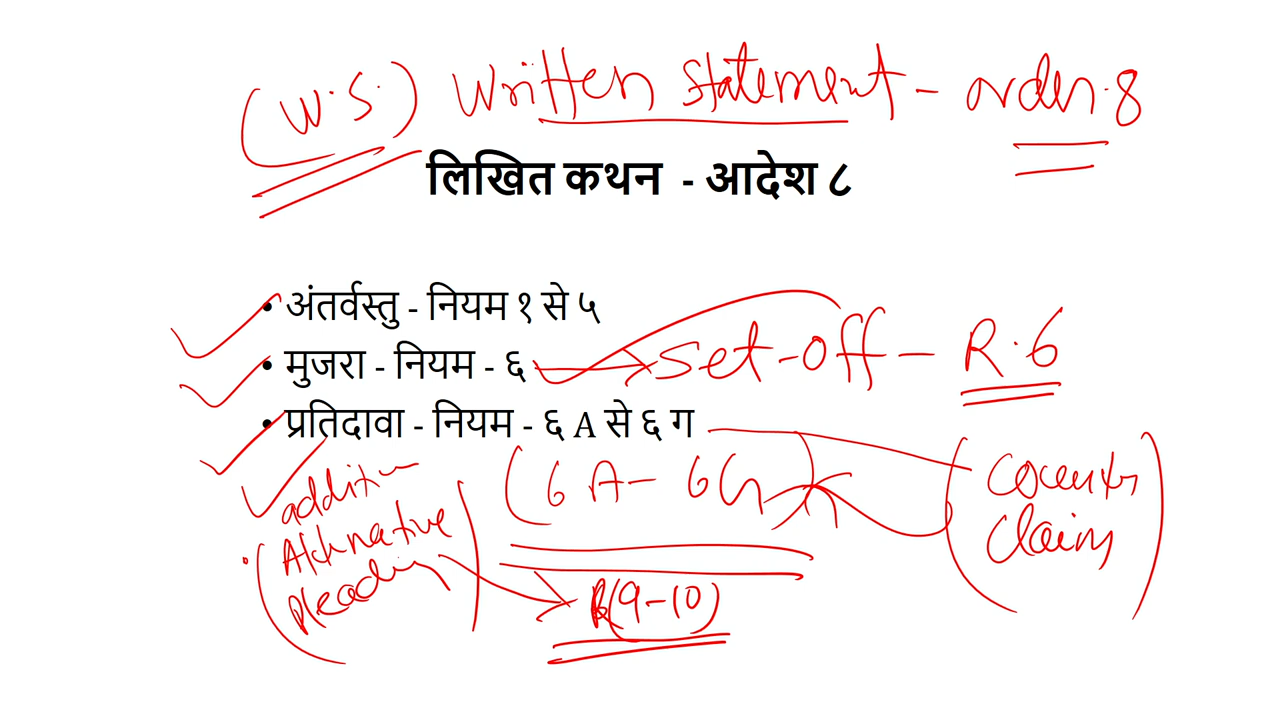 (W.S.) Written Statement - order.8
लिखित कथन - आदेश ८
• अंतर्वस्तु - नियम १ से ५
• मुजरा - नियम - ६
set-off - R.6
• प्रतिदावा - नियम - ६ A से ६ ग
(6 A - 6G)
(Counter
Claim)
Alternative
pleading
(9-10)